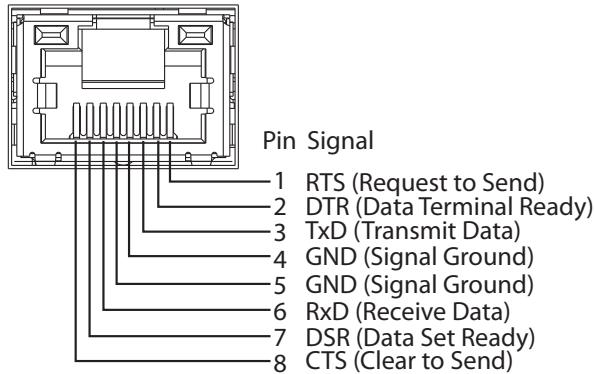 Pin Signal
1 RTS (Request to Send)
2 DTR (Data Terminal Ready)
3 TxD (Transmit Data)
4 GND (Signal Ground)
5 GND (Signal Ground)
6 RxD (Receive Data)
7 DSR (Data Set Ready)
8 CTS (Clear to Send)